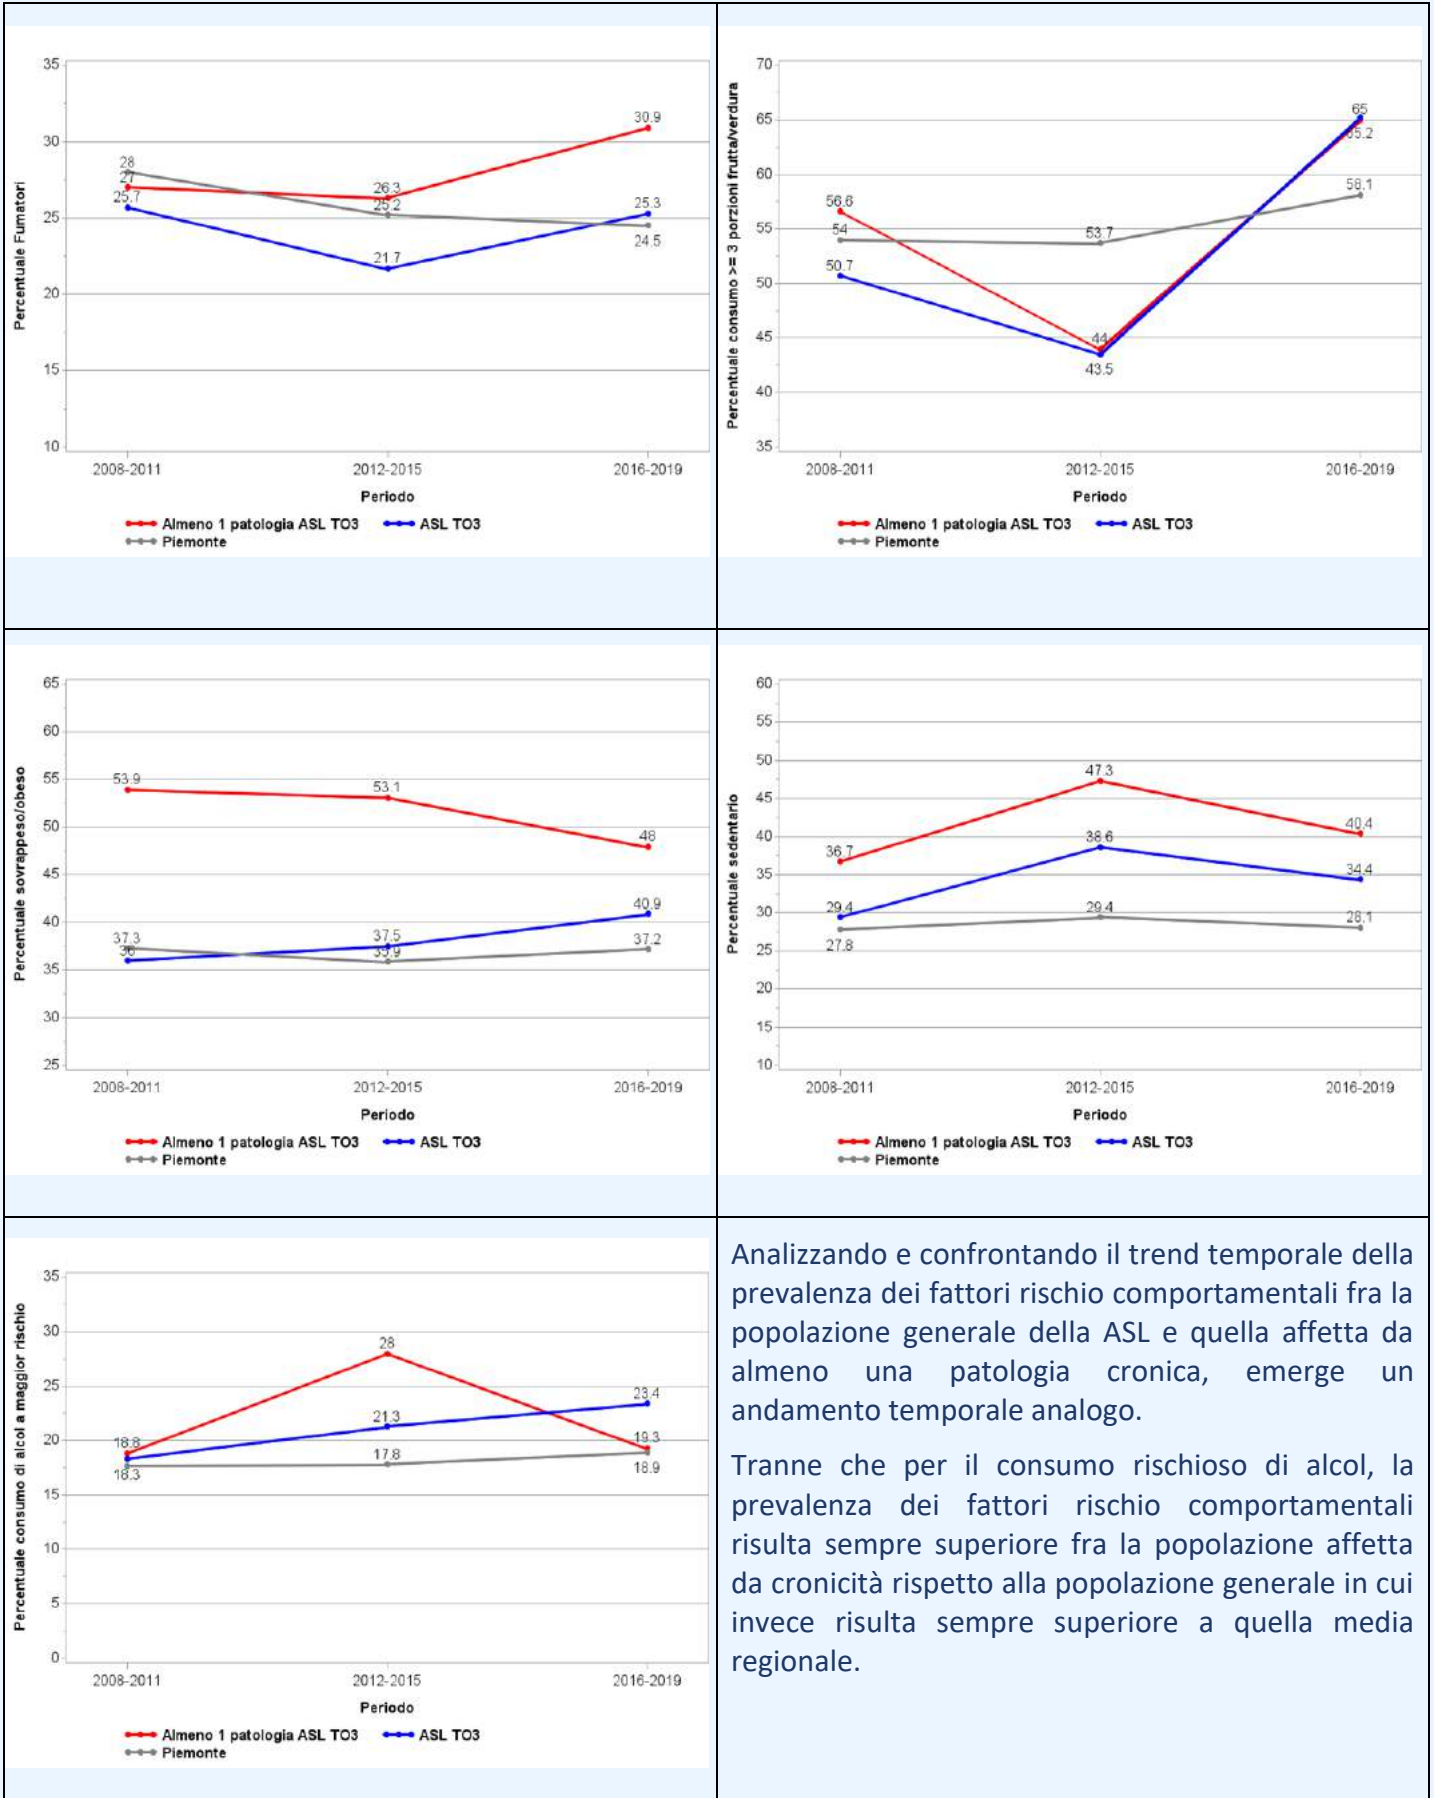 35
30
25
20
15
10
Percentuale Fumatori
28
27
25.7
26.3
25.2
21.7
30.9
25.3
24.5
2008-2011
2012-2015
2016-2019
Periodo
Almeno 1 patologia ASL TO3
ASL TO3
Piemonte
70
65
60
55
50
45
40
35
Percentuale consumo >= 3 porzioni frutta/verdura
56.6
54
50.7
53.7
44
43.5
65
65.2
58.1
2008-2011
2012-2015
2016-2019
Periodo
Almeno 1 patologia ASL TO3
ASL TO3
Piemonte
65
60
55
50
45
40
35
30
25
Percentuale sovrappeso/obeso
53.9
37.3
36
53.1
37.5
35.9
48
40.9
37.2
2008-2011
2012-2015
2016-2019
Periodo
Almeno 1 patologia ASL TO3
ASL TO3
Piemonte
60
55
50
45
40
35
30
25
20
15
10
Percentuale sedentario
36.7
29.4
27.8
47.3
38.6
29.4
40.4
34.4
28.1
2008-2011
2012-2015
2016-2019
Periodo
Almeno 1 patologia ASL TO3
ASL TO3
Piemonte
35
30
25
20
15
10
5
0
Percentuale consumo di alcol a maggior rischio
18.8
18.3
28
21.3
17.8
23.4
19.3
18.9
2008-2011
2012-2015
2016-2019
Periodo
Almeno 1 patologia ASL TO3
ASL TO3
Piemonte
Analizzando e confrontando il trend temporale della
prevalenza dei fattori rischio comportamentali fra la
popolazione generale della ASL e quella affetta da
almeno una patologia cronica, emerge un
andamento temporale analogo.
Tranne che per il consumo rischioso di alcol, la
prevalenza dei fattori rischio comportamentali
risulta sempre superiore fra la popolazione affetta
da cronicità rispetto alla popolazione generale in cui
invece risulta sempre superiore a quella media
regionale.